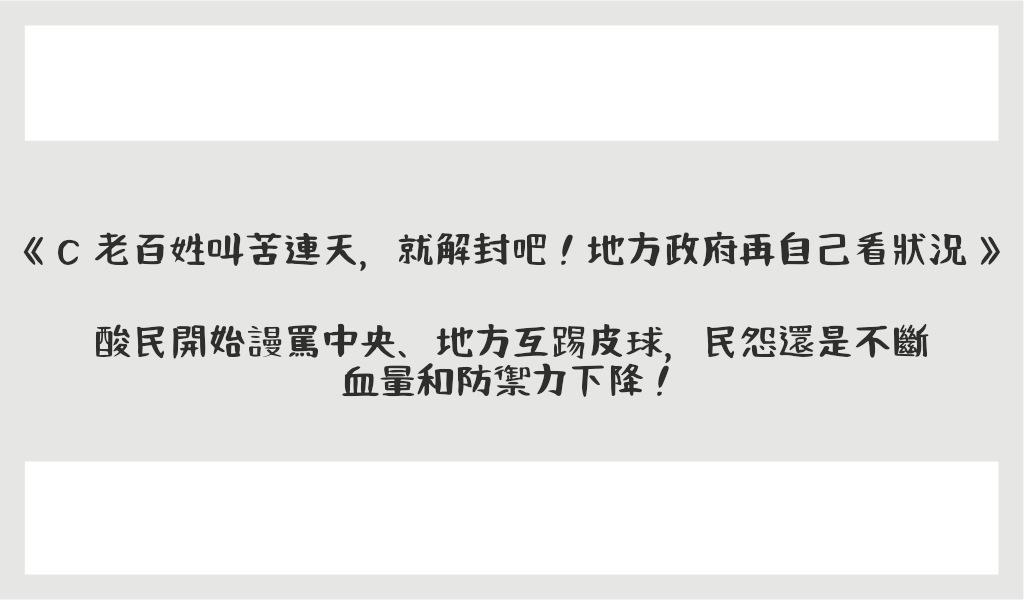 《 C 老百姓叫苦連天，就解封吧！地方政府再自己看狀況 》
酸民開始謾罵中央、地方互踢皮球，民怨還是不斷
血量和防禦力下降！